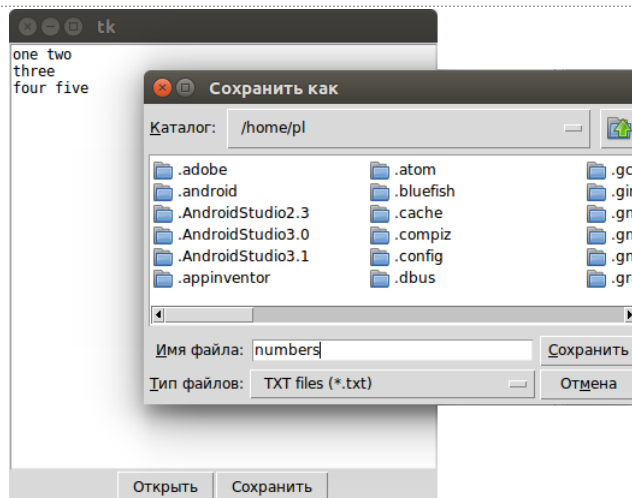 tk
one two
three
four five
Сохранить как
Каталог: /home/pl
.adobe .atom
.android .bluefish
.AndroidStudio2.3 .cache
.AndroidStudio3.0 .compiz
.AndroidStudio3.1 .config
.appinventor .dbus
Имя файла: numbers Сохранить
Тип файлов: TXT files (*.txt) Отмена
Открыть Сохранить